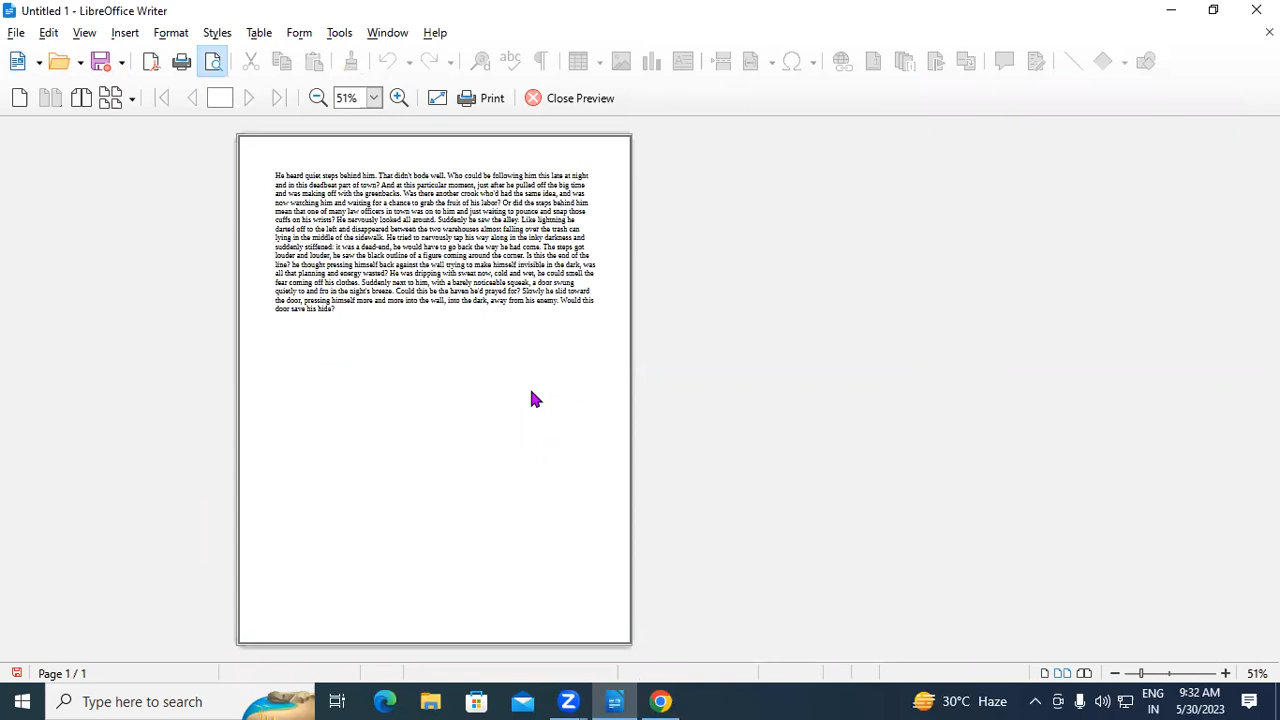 Untitled 1 - LibreOffice Writer
File Edit View Insert Format Styles Table Form Tools Window Help
51% Print Close Preview
He heard quiet steps behind him. That didn't bode well. Who could be following him this late at night
and in this deadbeat part of town? And at this particular moment, just after he pulled off the big time
and was making off with the greenbacks. Was there another crook who'd had the same idea, and was
now watching him and waiting for a chance to grab the fruit of his labor? Or did the steps behind him
mean that one of many law officers in town was on to him and just waiting to pounce and snap those
cuffs on his wrists? He nervously looked all around. Suddenly he saw the alley. Like lightning he
darted off to the left and disappeared between the two warehouses almost falling over the trash can
lying in the middle of the sidewalk. He tried to nervously tap his way along in the inky darkness and
suddenly stiffened: it was a dead-end, he would have to go back the way he had come. The steps got
louder and louder, he saw the black outline of a figure coming around the corner. Is this the end of the
line? he thought pressing himself back against the wall trying to make himself invisible in the dark, was
all that planning and energy wasted? He was dripping with sweat now, cold and wet, he could smell the
fear coming off his clothes. Suddenly next to him, with a barely noticeable squeak, a door swung
quietly to and fro in the night's breeze. Could this be the haven he'd prayed for? Slowly he slid toward
the door, pressing himself more and more into the wall, into the dark, away from his enemy. Would this
door save his hide?
Page 1 / 1 51%
Type here to search 30°C Haze ENG 9:32 AM
IN 5/30/2023